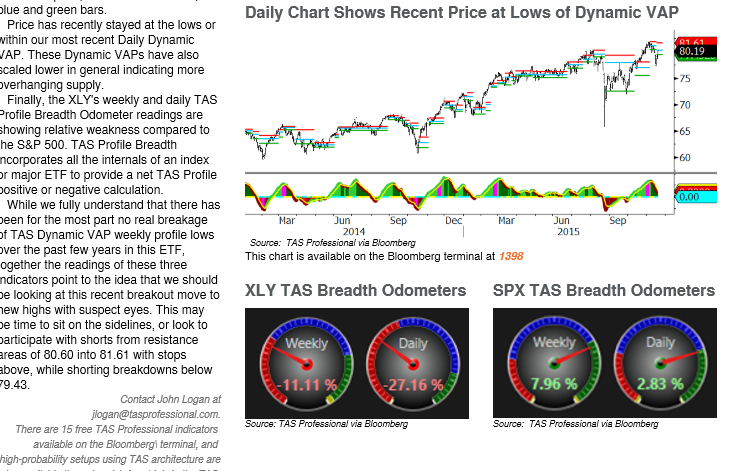 blue and green bars.
Price has recently stayed at the lows or
within our most recent Daily Dynamic
VAP. These Dynamic VAPs have also
scaled lower in general indicating more
overhanging supply.
Finally, the XLY's weekly and daily TAS
Profile Breadth Odometer readings are
showing relative weakness compared to
the S&P 500. TAS Profile Breadth
incorporates all the internals of an index
or major ETF to provide a net TAS Profile
positive or negative calculation.
While we fully understand that there has
been for the most part no real breakage
of TAS Dynamic VAP weekly profile lows
over the past few years in this ETF,
together the readings of these three
indicators point to the idea that we should
be looking at this recent breakout move to
new highs with suspect eyes. This may
be time to sit on the sidelines, or look to
participate with shorts from resistance
areas of 80.60 into 81.61 with stops
above, while shorting breakdowns below
79.43.
Contact John Logan at
jlogan@tasprofessional.com.
There are 15 free TAS Professional indicators
available on the Bloomberg\ terminal, and
high-probability setups using TAS architecture are
Daily Chart Shows Recent Price at Lows of Dynamic VAP
81.61
80.19
75
70
65
60
0.00
Mar Jun Sep Dec Mar Jun Sep
2014 2015
Source: TAS Professional via Bloomberg
This chart is available on the Bloomberg terminal at 1398
XLY TAS Breadth Odometers
Weekly Daily
-11.11 % -27.16 %
Source: TAS Professional via Bloomberg
SPX TAS Breadth Odometers
Weekly Daily
7.96 % 2.83 %
Source: TAS Professional via Bloomberg